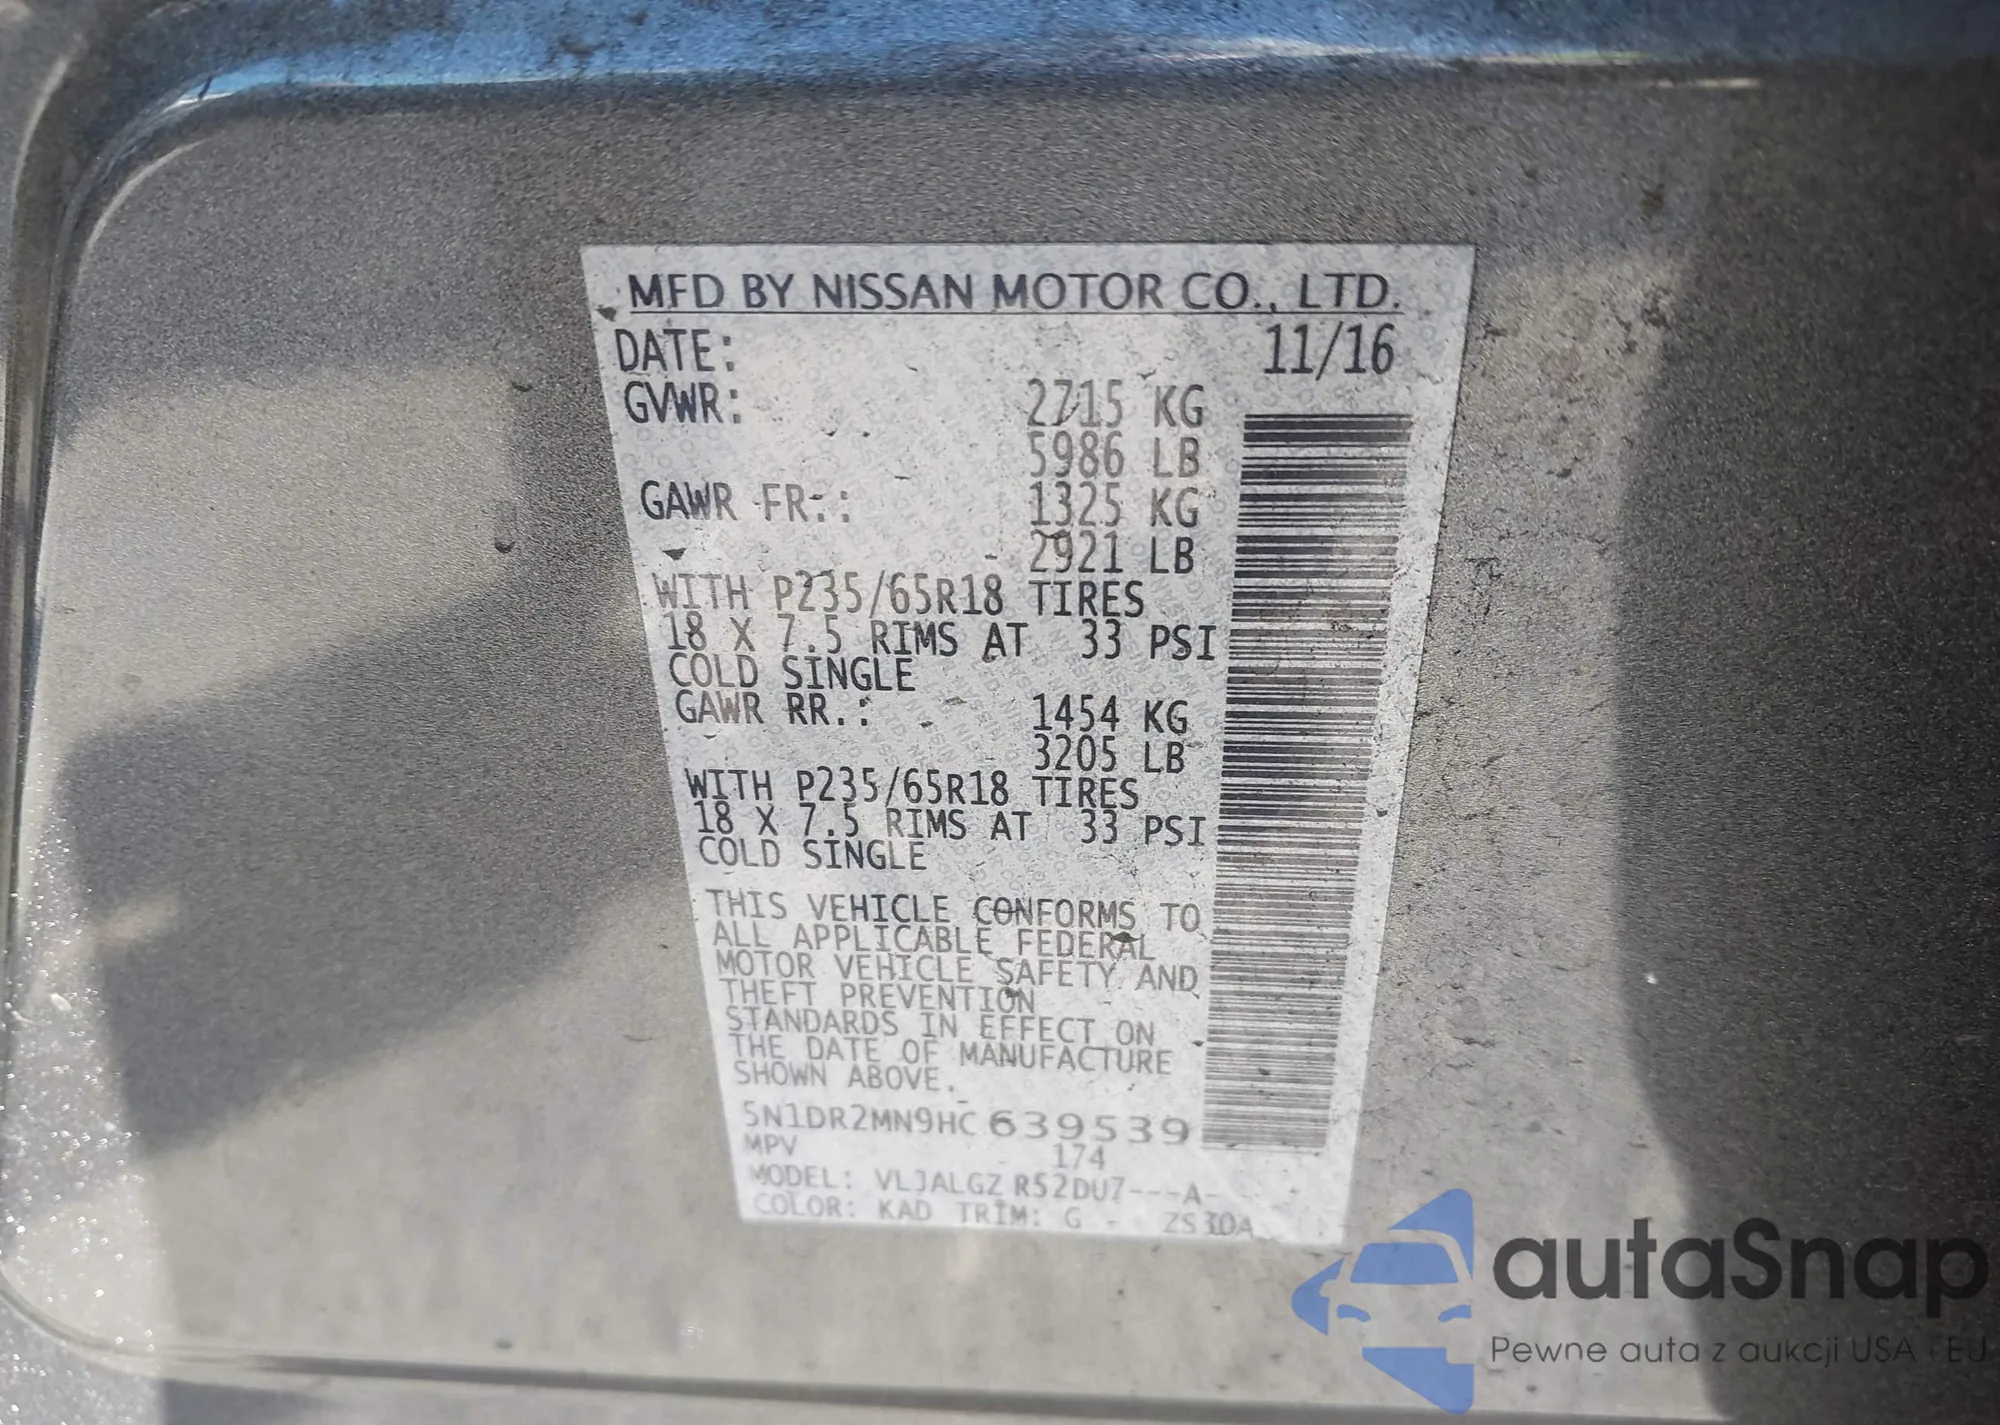 MFD BY NISSAN MOTOR CO., LTD.
DATE: 11/16
GVWR: 2715 KG
5986 LB
GAWR FR.: 1325 KG
2921 LB
WITH P235/65R18 TIRES
18 X 7.5 RIMS AT 33 PSI
COLD SINGLE
GAWR RR.: 1454 KG
3205 LB
WITH P235/65R18 TIRES
18 X 7.5 RIMS AT 33 PSI
COLD SINGLE
THIS VEHICLE CONFORMS TO
ALL APPLICABLE FEDERAL
MOTOR VEHICLE SAFETY AND
THEFT PREVENTION
STANDARDS IN EFFECT ON
THE DATE OF MANUFACTURE
SHOWN ABOVE.
5N1DR2MN9HC639539
MPV 174
MODEL: VLJALGZ R52DU7---A-
COLOR: KAD TRIM: G -
autaSnap
Pewne auta z aukcji USA i EU